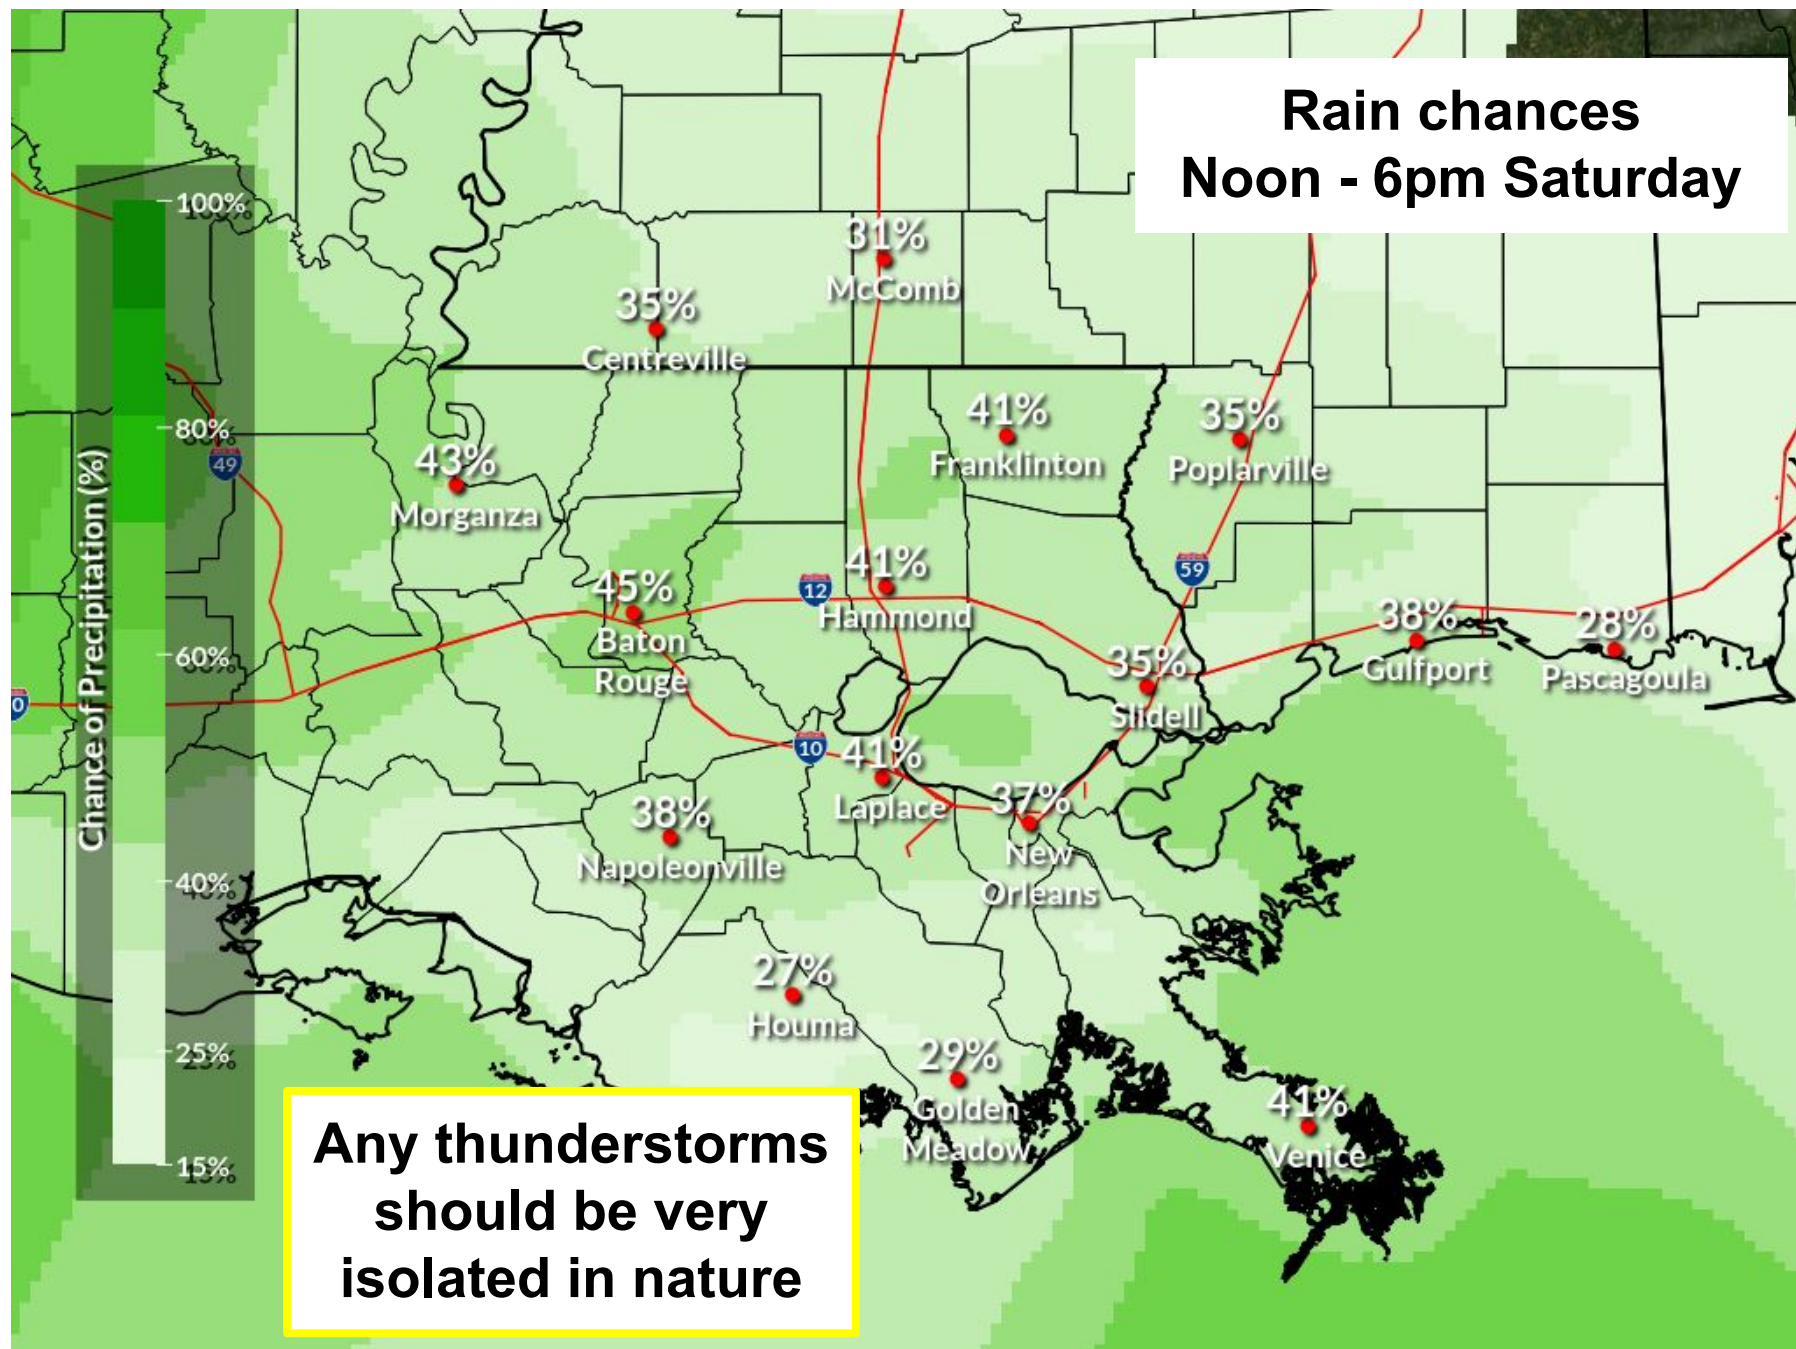 Rain chances
Noon - 6pm Saturday
100%
80%
60%
40%
25%
15%
Chance of Precipitation (%)
31%
McComb
35%
Centreville
41%
Franklinton
35%
Poplarville
49
43%
Morganza
59
41%
Hammond
12
45%
Baton
Rouge
38%
Gulfport
28%
Pascagoula
35%
Slidell
0
10
41%
Laplace
37%
New
Orleans
38%
Napoleonville
27%
Houma
29%
Golden
Meadow
41%
Venice
Any thunderstorms
should be very
isolated in nature